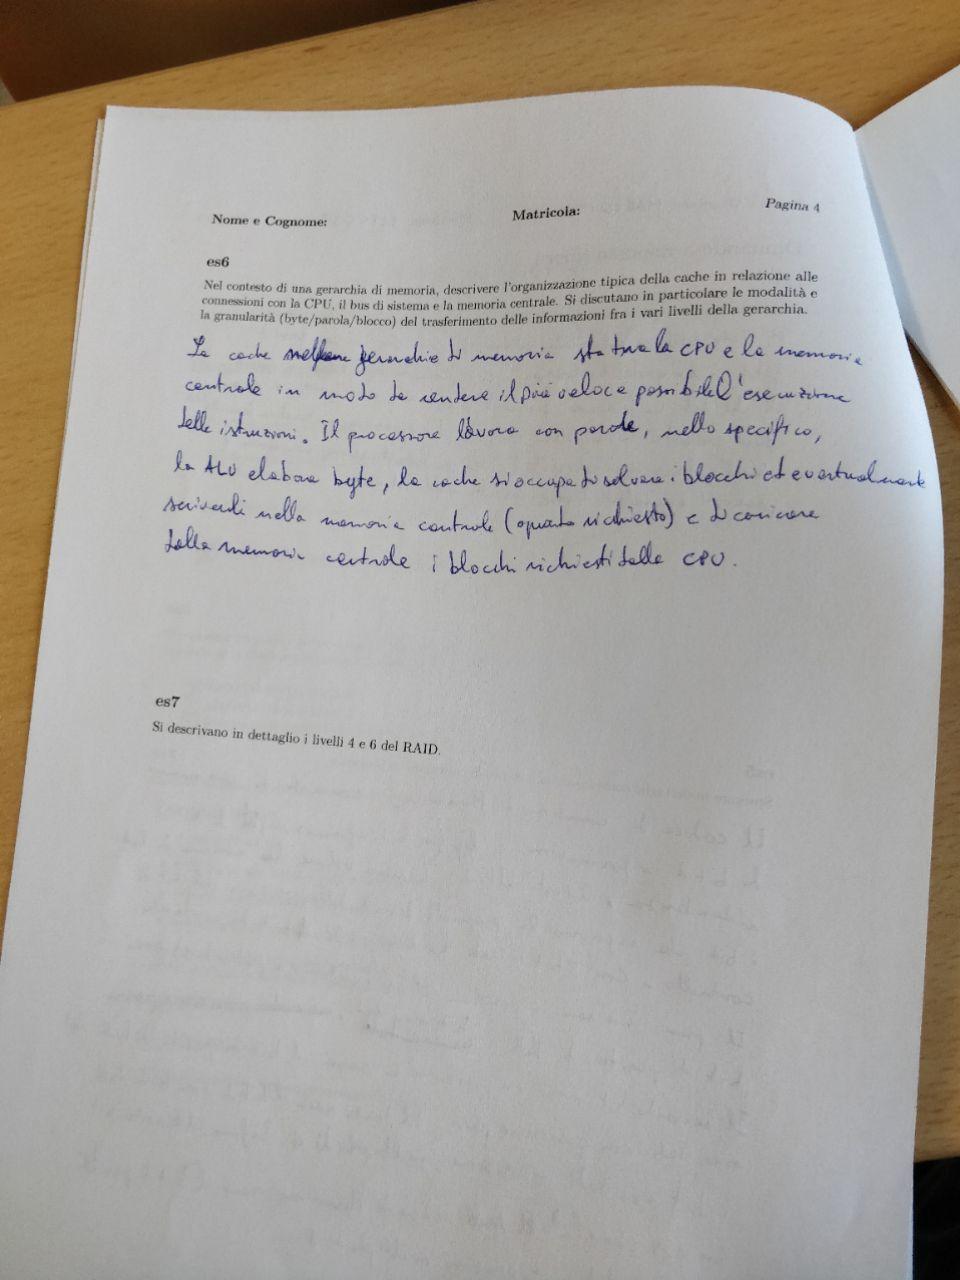 Nome e Cognome: Matricola: Pagina 4
es6
Nel contesto di una gerarchia di memoria, descrivere l'organizzazione tipica della cache in relazione alle
connessioni con la CPU, il bus di sistema e la memoria centrale. Si discutano in particolare le modalità e
la granularità (byte/parola/blocco) del trasferimento delle informazioni fra i vari livelli della gerarchia.
La cache gerarchie di memoria sta tra la CPU e la memoria
centrale in modo da rendere il più veloce possibile l'esecuzione
delle istruzioni. Il processore lavora con parole, nello specifico,
la ALU elabora byte, la cache si occupa di salvare i blocchi ed eventualmente
scriverli nella memoria centrale (quanto richiesto) e di caricare
dalla memoria centrale i blocchi richiesti dalla CPU.
es7
Si descrivano in dettaglio i livelli 4 e 6 del RAID.